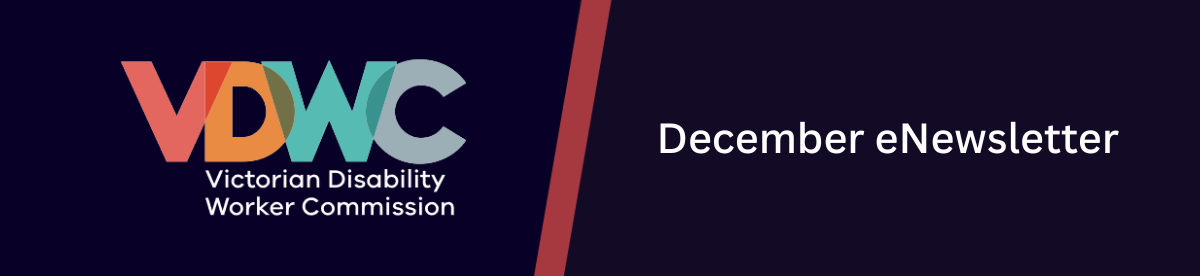 VDWC
Victorian Disability
Worker Commission
December eNewsletter